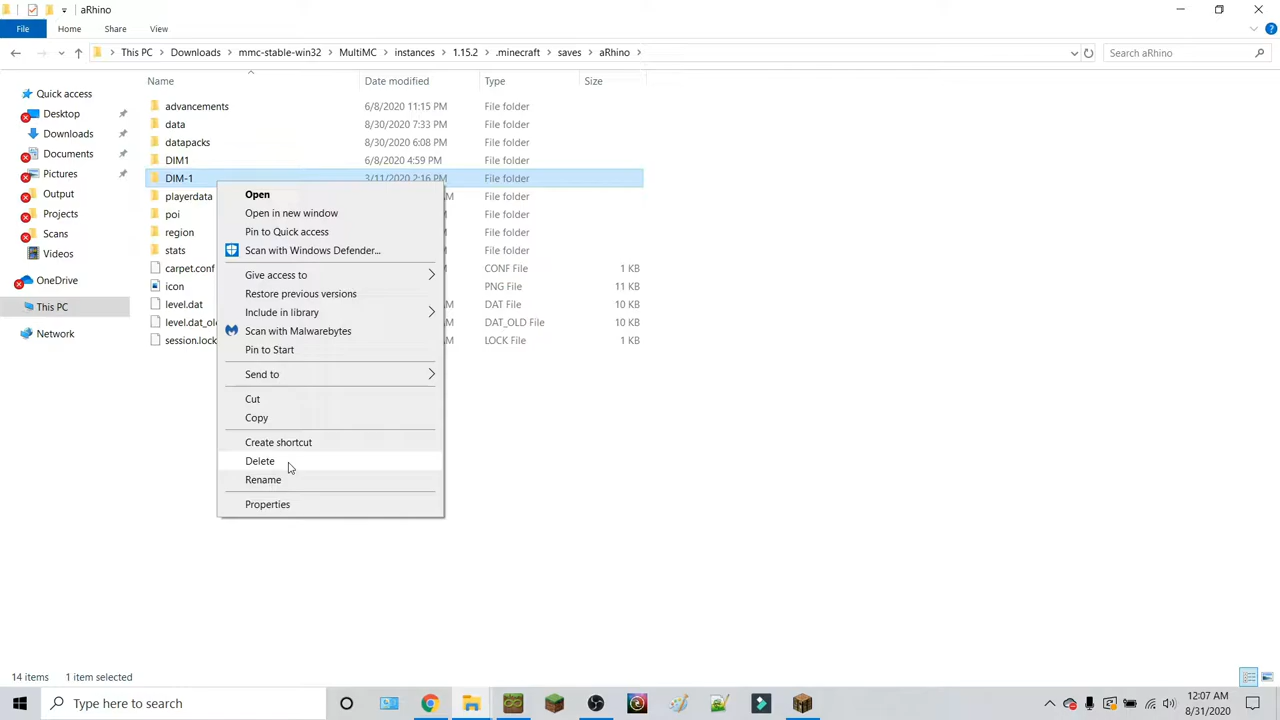 aRhino
File
Home
Share
View
This PC
Downloads
mmc-stable-win32
MultiMC
instances
1.15.2
.minecraft
saves
aRhino
Search aRhino
Name
Date modified
Type
Size
Quick access
Desktop
Downloads
Documents
Pictures
Output
Projects
Scans
Videos
OneDrive
This PC
Network
advancements 6/8/2020 11:15 PM File folder
data 8/30/2020 7:33 PM File folder
datapacks 8/30/2020 6:08 PM File folder
DIM1 6/8/2020 4:59 PM File folder
DIM-1 3/11/2020 2:16 PM File folder
playerdata File folder
poi File folder
region File folder
stats File folder
carpet.conf CONF File 1 KB
icon PNG File 11 KB
level.dat DAT File 10 KB
level.dat_ol DAT_OLD File 10 KB
session.lock LOCK File 1 KB
Open
Open in new window
Pin to Quick access
Scan with Windows Defender...
Give access to
Restore previous versions
Include in library
Scan with Malwarebytes
Pin to Start
Send to
Cut
Copy
Create shortcut
Delete
Rename
Properties
14 items 1 item selected
Type here to search
12:07 AM
8/31/2020